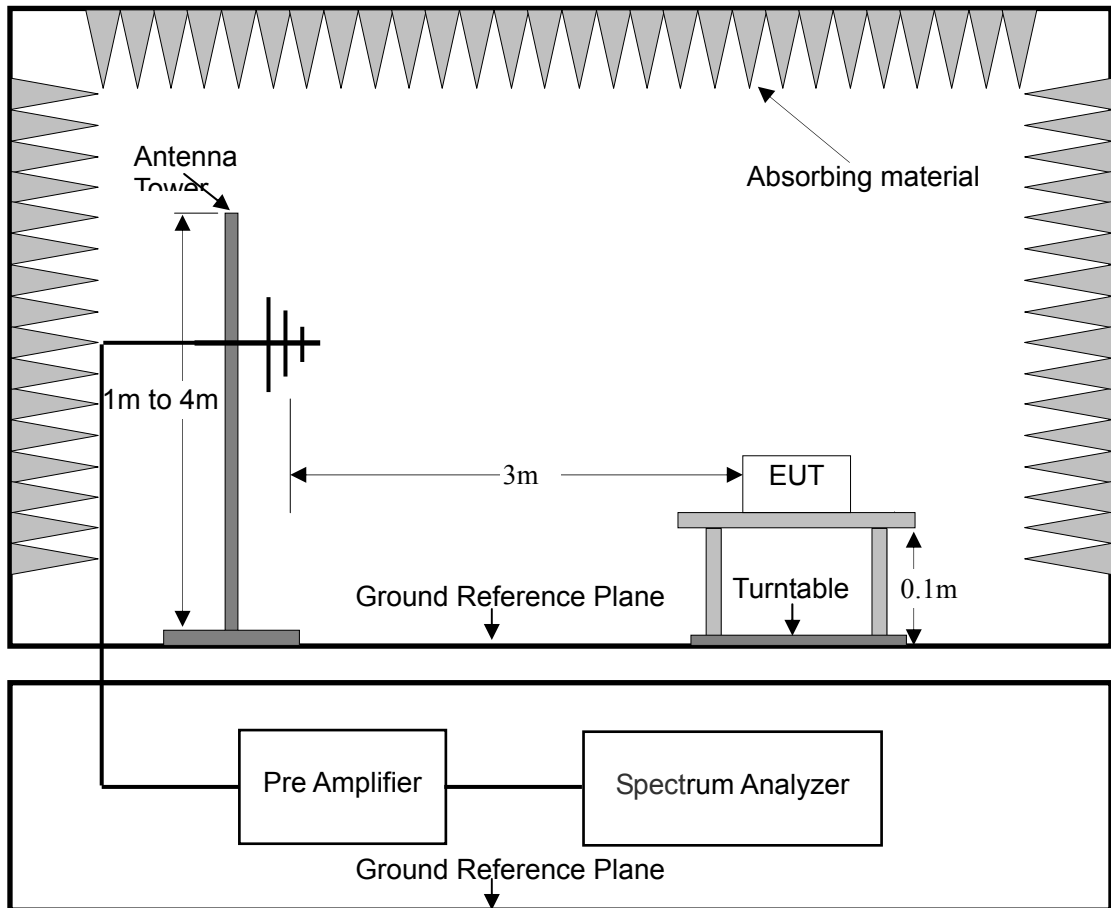 Antenna
Tower
Absorbing material
1m to 4m
3m
EUT
Ground Reference Plane
Turntable
0.1m
Pre Amplifier
Spectrum Analyzer
Ground Reference Plane